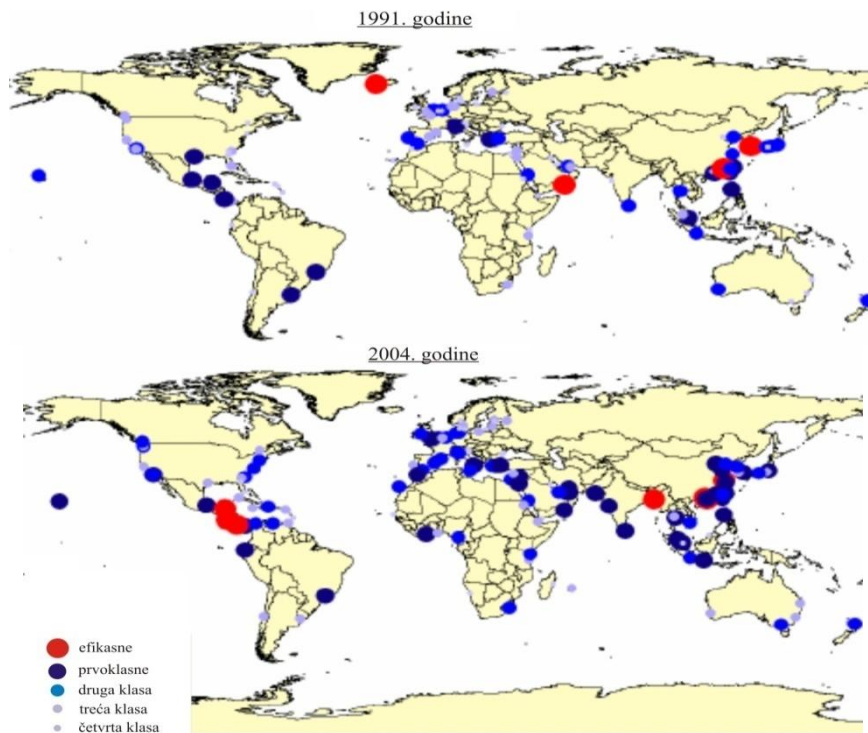 1991. godine
2004. godine
efikasne
prvoklasne
druga klasa
treća klasa
četvrta klasa